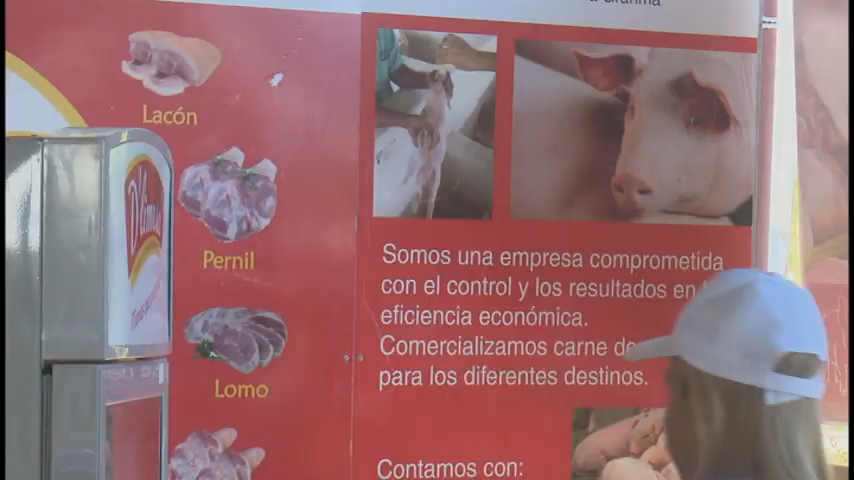 Granma
Lacón
Pernil
Lomo
Somos una empresa comprometida
con el control y los resultados en
eficiencia económica.
Comercializamos carne de
para los diferentes destinos.
Contamos con: